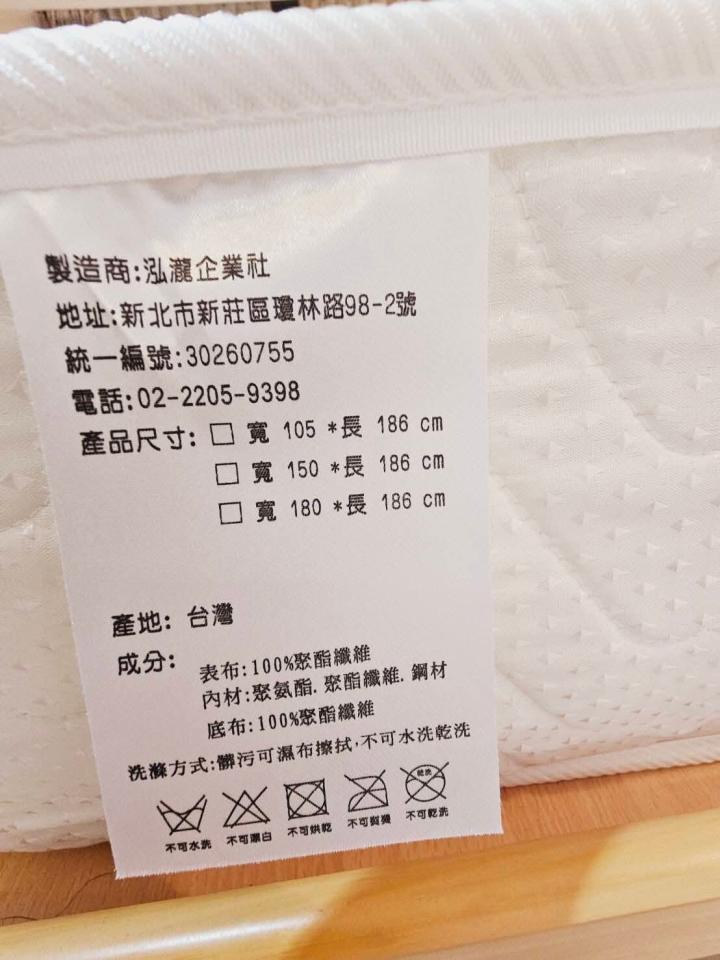 製造商:泓瀧企業社
地址:新北市新莊區瓊林路98-2號
統一編號:30260755
電話:02-2205-9398
產品尺寸: □ 寬 105 *長 186 cm
□ 寬 150 *長 186 cm
□ 寬 180 *長 186 cm
產地: 台灣
成分: 表布:100%聚酯纖維
內材:聚氨酯.聚酯纖維.鋼材
底布:100%聚酯纖維
洗滌方式:髒污可濕布擦拭,不可水洗乾洗
乾洗
不可水洗 不可漂白 不可烘乾 不可熨燙 不可乾洗